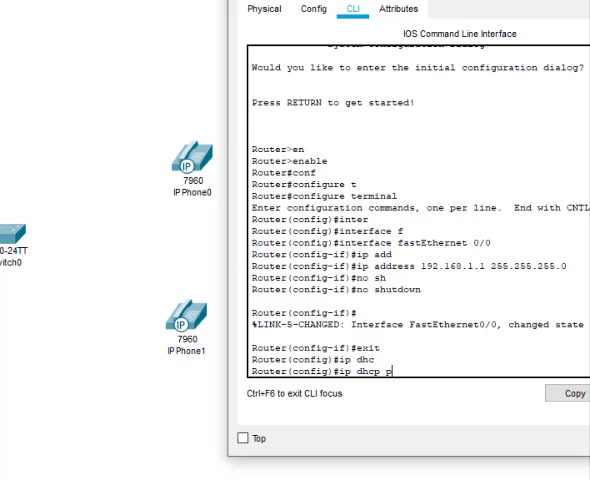 Physical Config CLI Attributes
IOS Command Line Interface
Would you like to enter the initial configuration dialog?
Press RETURN to get started!
Router>en
Router>enable
Router#conf
Router#configure t
Router#configure terminal
Enter configuration commands, one per line. End with CNTL
Router(config)#inter
Router(config)#interface f
Router(config)#interface fastEthernet 0/0
Router(config-if)#ip add
Router(config-if)#ip address 192.168.1.1 255.255.255.0
Router(config-if)#no sh
Router(config-if)#no shutdown
Router(config-if)#
%LINK-5-CHANGED: Interface FastEthernet0/0, changed state
Router(config-if)#exit
Router(config)#ip dhc
Router(config)#ip dhcp p
Ctrl+F6 to exit CLI focus
Copy
Top
IP
7960
IP Phone0
0-24TT
witch0
IP
7960
IP Phone1